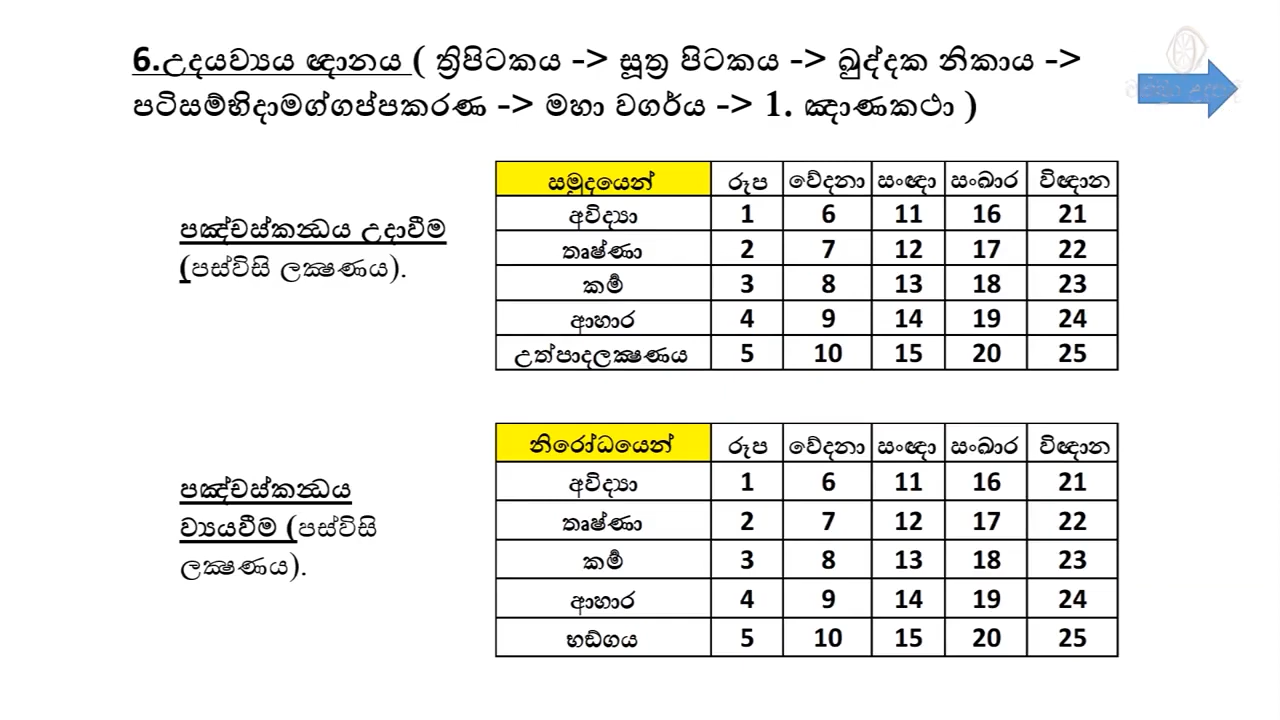 6.උදයව්‍යය ඥානය ( ත්‍රිපිටකය -> සූත්‍ර පිටකය -> ඛුද්දක නිකාය ->
පටිසම්භිදාමග්ගප්පකරණ -> මහා වර්ගය -> 1. ඤාණකථා )
පඤ්චස්කන්‍ධය උදාවීම
(පස්විසි ලක්‍ෂණය).
සමුදයෙන් රූප වේදනා සංඥා සංඛාර විඥාන
අවිද්‍යා 1 6 11 16 21
තෘෂ්ණා 2 7 12 17 22
කර්‍ම 3 8 13 18 23
ආහාර 4 9 14 19 24
උත්පාදලක්‍ෂණය 5 10 15 20 25
පඤ්චස්කන්‍ධය
ව්‍යයවීම (පස්විසි
ලක්‍ෂණය).
නිරෝධයෙන් රූප වේදනා සංඥා සංඛාර විඥාන
අවිද්‍යා 1 6 11 16 21
තෘෂ්ණා 2 7 12 17 22
කර්‍ම 3 8 13 18 23
ආහාර 4 9 14 19 24
භඞ්ගය 5 10 15 20 25